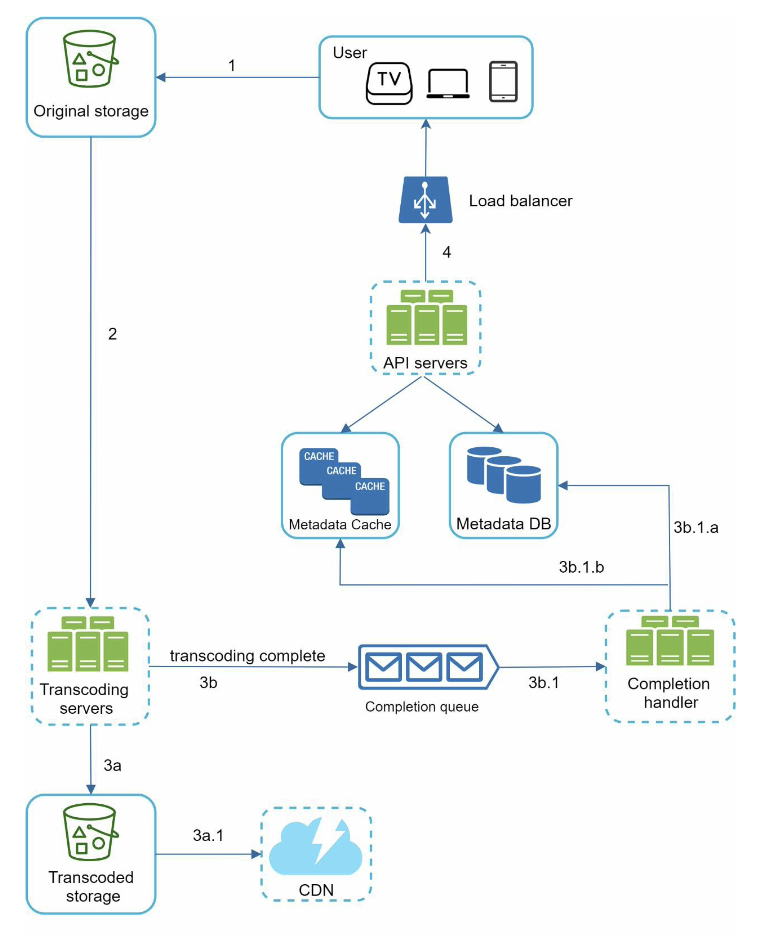 User
TV
1
Original storage
Load balancer
4
2
API servers
CACHE
CACHE
CACHE
Metadata Cache
Metadata DB
3b.1.a
3b.1.b
transcoding complete
3b
3b.1
Transcoding
servers
Completion queue
Completion
handler
3a
3a.1
Transcoded
storage
CDN